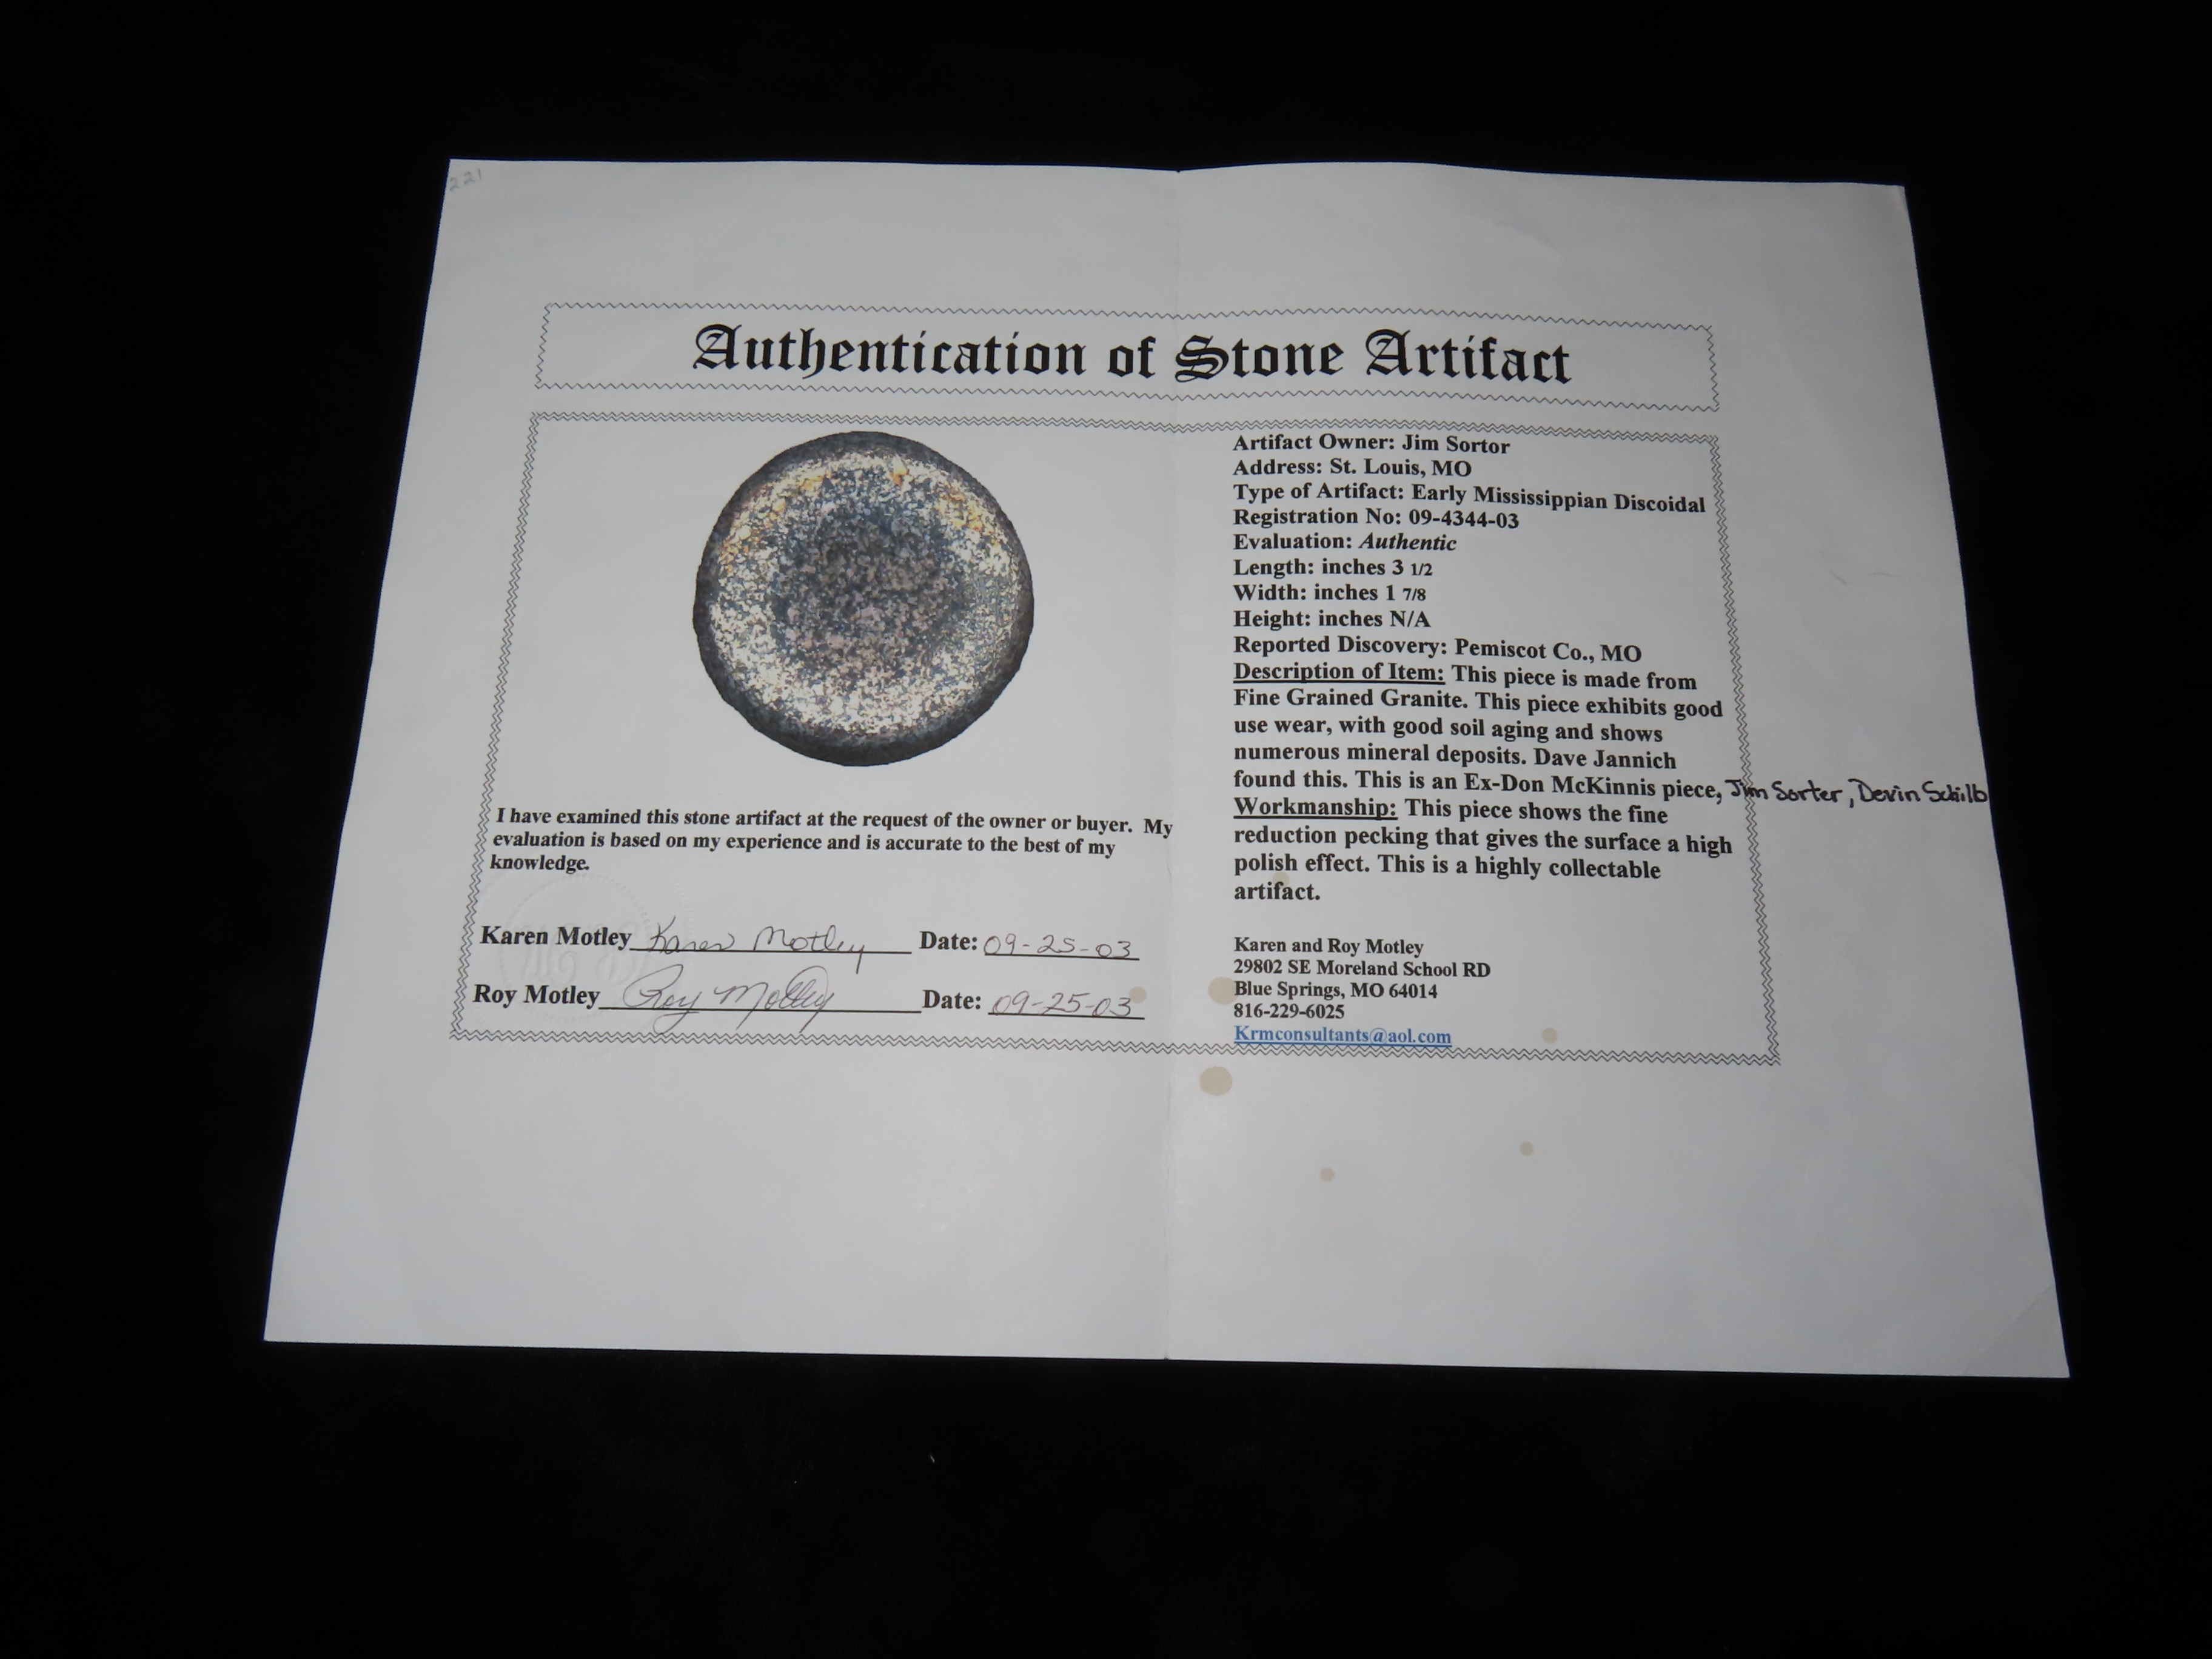 221
Authentication of Stone Artifact
Artifact Owner: Jim Sortor
Address: St. Louis, MO
Type of Artifact: Early Mississippian Discoidal
Registration No: 09-4344-03
Evaluation: Authentic
Length: inches 3 1/2
Width: inches 1 7/8
Height: inches N/A
Reported Discovery: Pemiscot Co., MO
Description of Item: This piece is made from
Fine Grained Granite. This piece exhibits good
use wear, with good soil aging and shows
numerous mineral deposits. Dave Jannich
found this. This is an Ex-Don McKinnis piece, Jim Sorter, Devin Schilb
Workmanship: This piece shows the fine
reduction pecking that gives the surface a high
polish effect. This is a highly collectable
artifact.
I have examined this stone artifact at the request of the owner or buyer. My
evaluation is based on my experience and is accurate to the best of my
knowledge.
Karen Motley Karen Motley Date: 09-25-03
Roy Motley Roy Motley Date: 09-25-03
Karen and Roy Motley
29802 SE Moreland School RD
Blue Springs, MO 64014
816-229-6025
Krmconsultants@aol.com